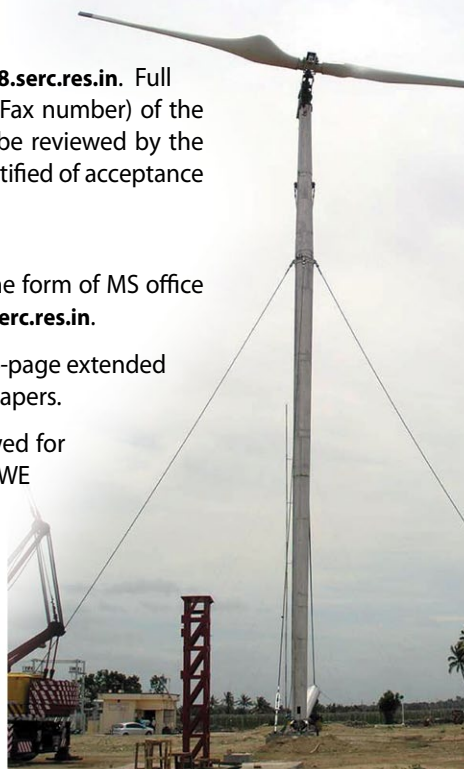 8.serc.res.in. Full
Fax number) of the
be reviewed by the
tified of acceptance
e form of MS office
erc.res.in.
-page extended
apers.
ved for
WE